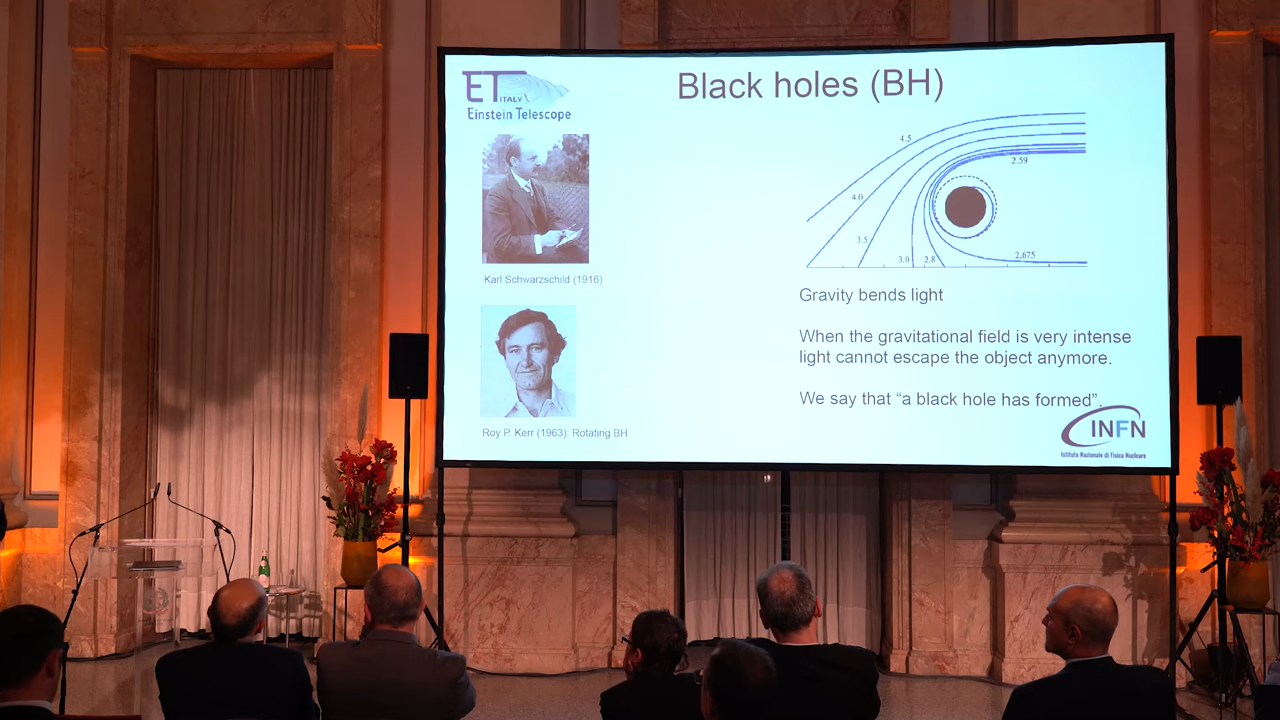 Black holes (BH)
ET
ITALY
Einstein Telescope
Karl Schwarzschild (1916)
Roy P. Kerr (1963): Rotating BH
4.5
2.59
4.0
3.5
3.0
2.8
2.675
Gravity bends light
When the gravitational field is very intense
light cannot escape the object anymore.
We say that “a black hole has formed”.
INFN
Istituto Nazionale di Fisica Nucleare